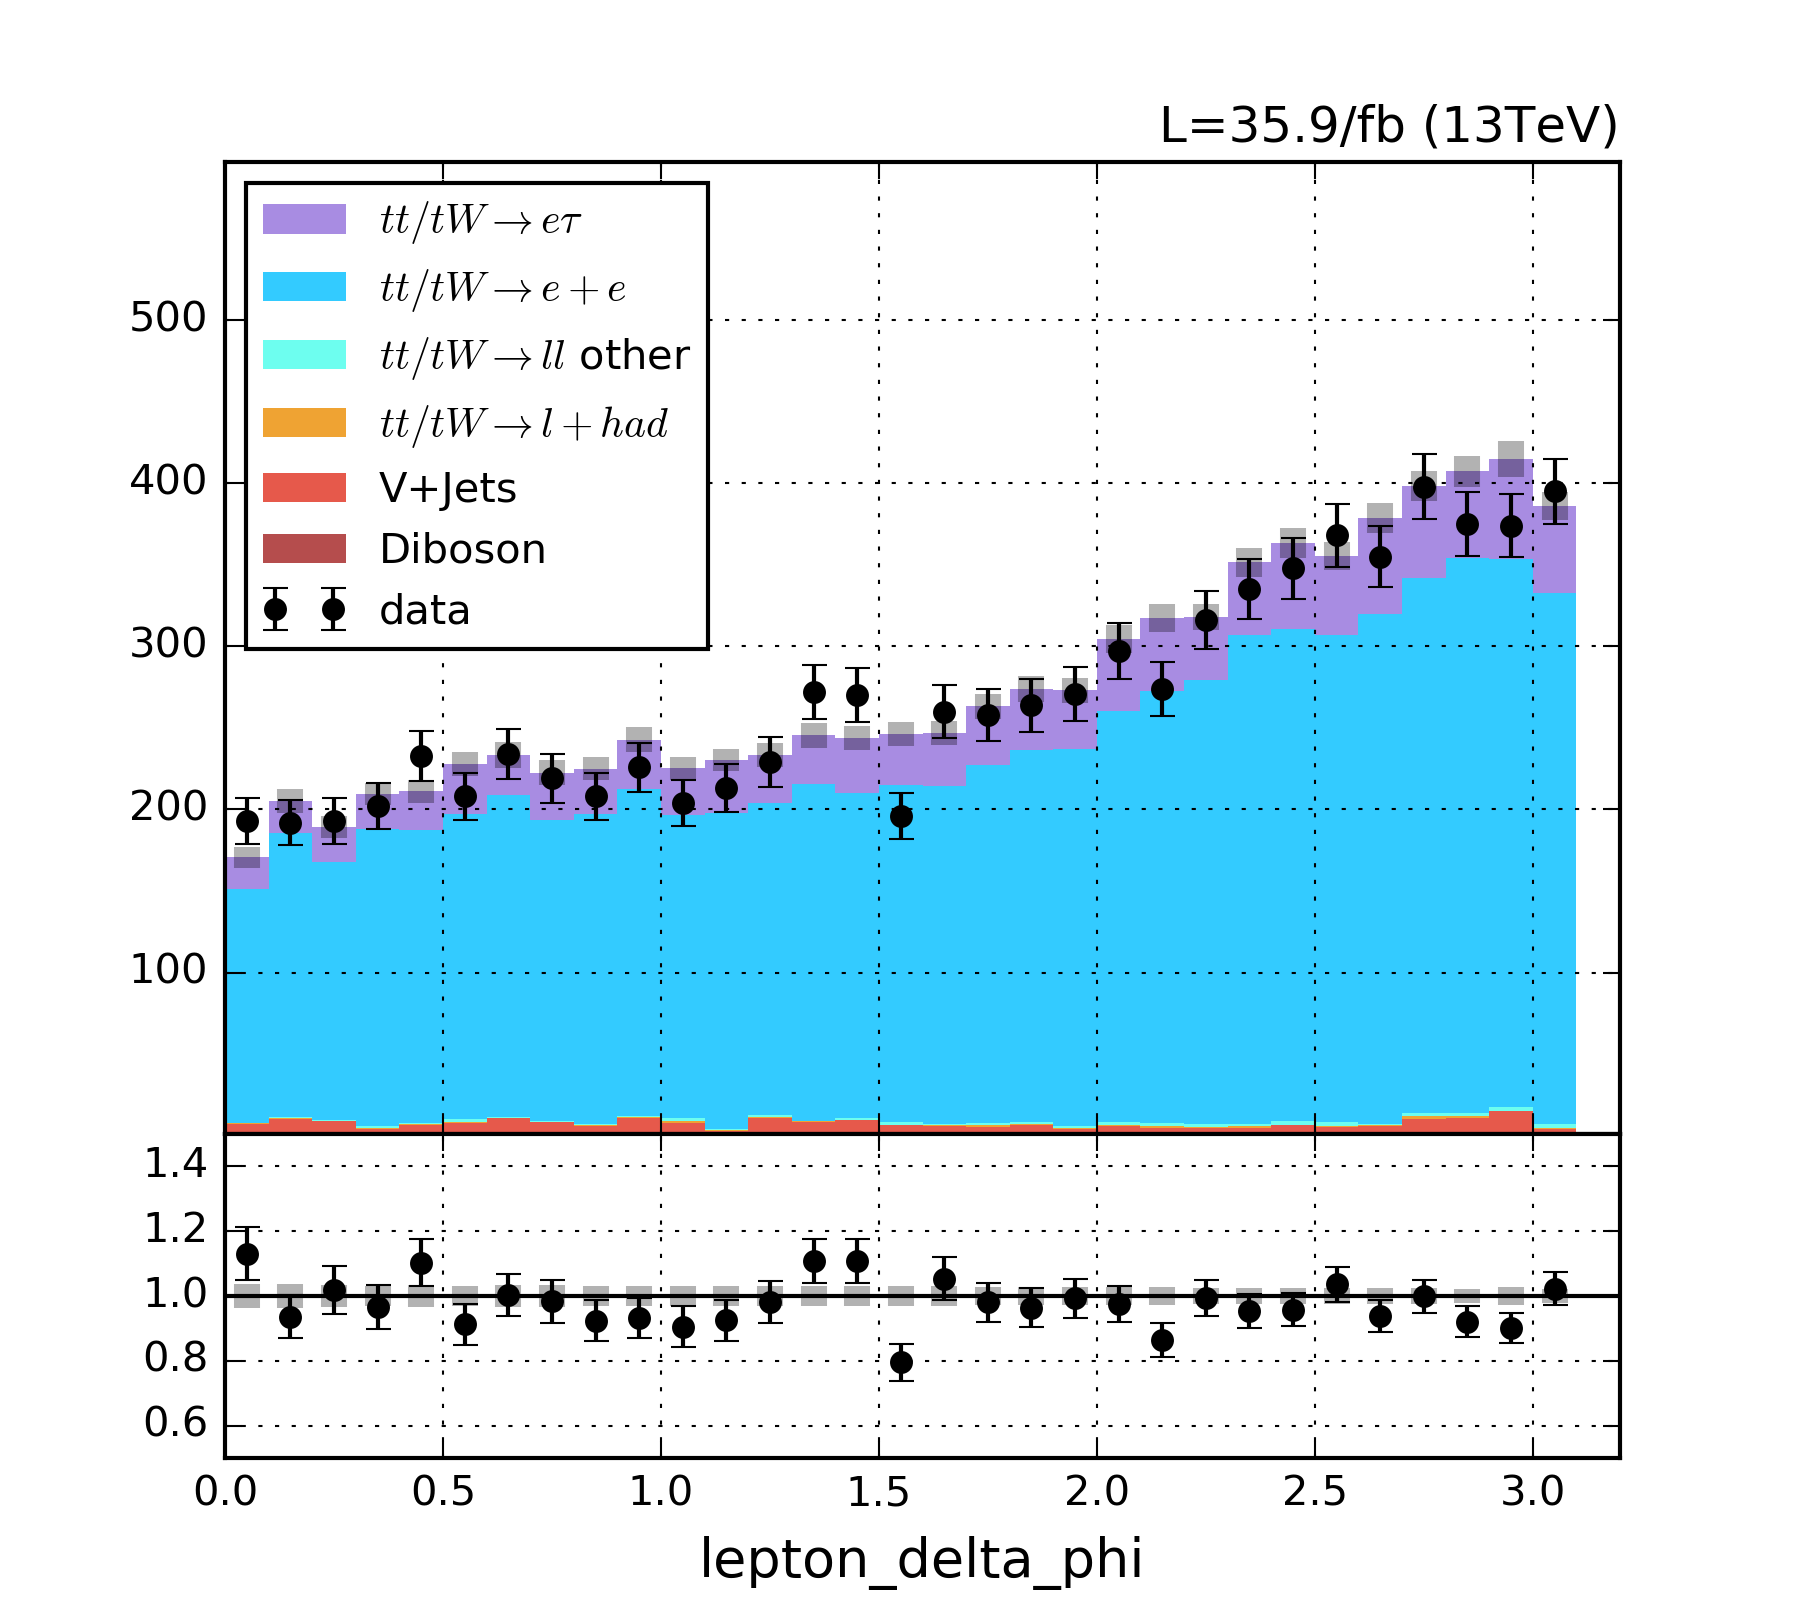 L=35.9/fb (13TeV)
tt/tW→eτ
tt/tW→e+e
tt/tW→ll other
tt/tW→l+had
V+Jets
Diboson
data
500
400
300
200
100
1.4
1.2
1.0
0.8
0.6
0.0 0.5 1.0 1.5 2.0 2.5 3.0
lepton_delta_phi